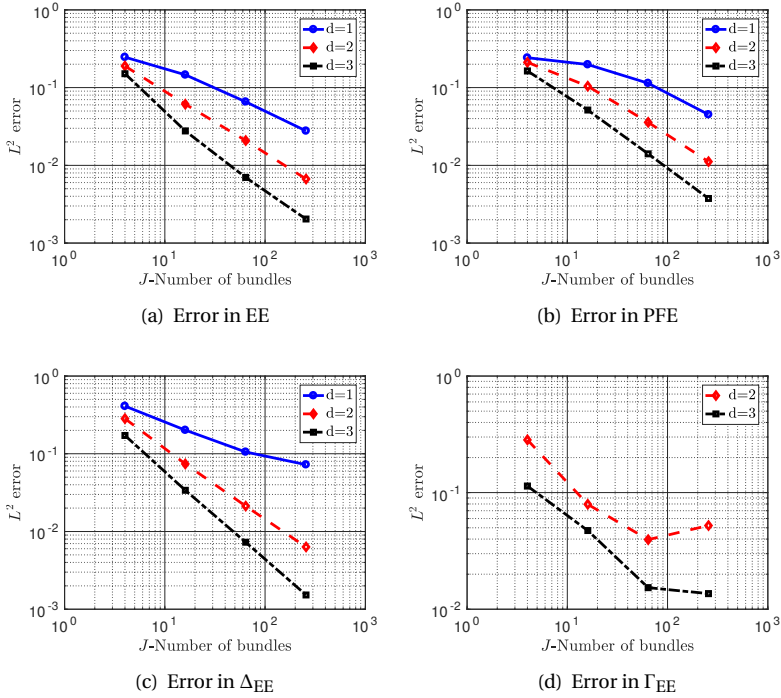 10^0
10^-1
10^-2
10^-3
L^2 error
10^0 10^1 10^2 10^3
J-Number of bundles
d=1
d=2
d=3
(a) Error in EE
10^0
10^-1
10^-2
10^-3
L^2 error
10^0 10^1 10^2 10^3
J-Number of bundles
d=1
d=2
d=3
(b) Error in PFE
10^0
10^-1
10^-2
10^-3
L^2 error
10^0 10^1 10^2 10^3
J-Number of bundles
d=1
d=2
d=3
(c) Error in Δ_EE
10^0
10^-1
10^-2
L^2 error
10^0 10^1 10^2 10^3
J-Number of bundles
d=2
d=3
(d) Error in Γ_EE